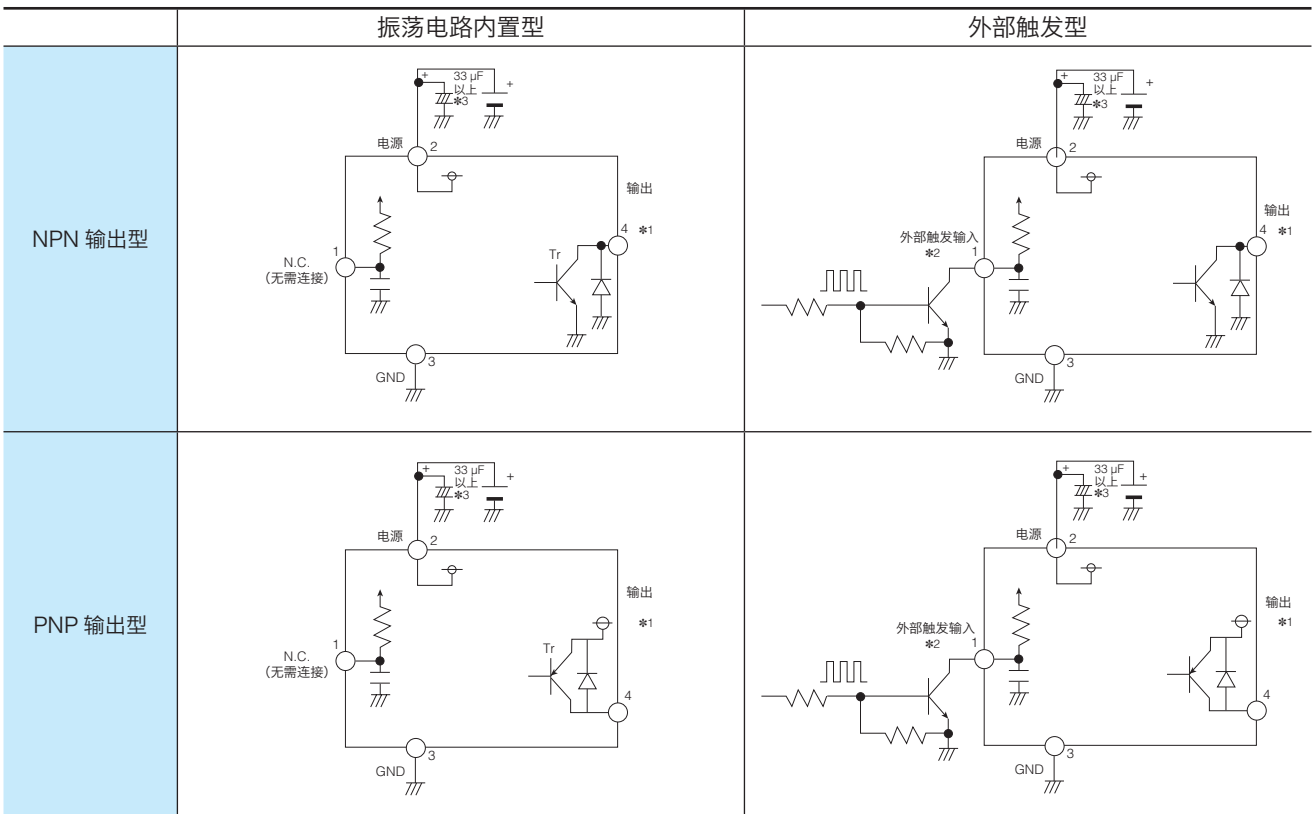 振荡电路内置型
外部触发型
NPN 输出型
+
33 µF
以上
✽3
+
电源
2
输出
4
✽1
Tr
1
N.C.
(无需连接)
3
GND
+
33 µF
以上
✽3
+
电源
2
输出
4
✽1
外部触发输入
✽2
1
3
GND
PNP 输出型
+
33 µF
以上
✽3
+
电源
2
输出
✽1
Tr
4
1
N.C.
(无需连接)
3
GND
+
33 µF
以上
✽3
+
电源
2
输出
✽1
4
外部触发输入
✽2
1
3
GND